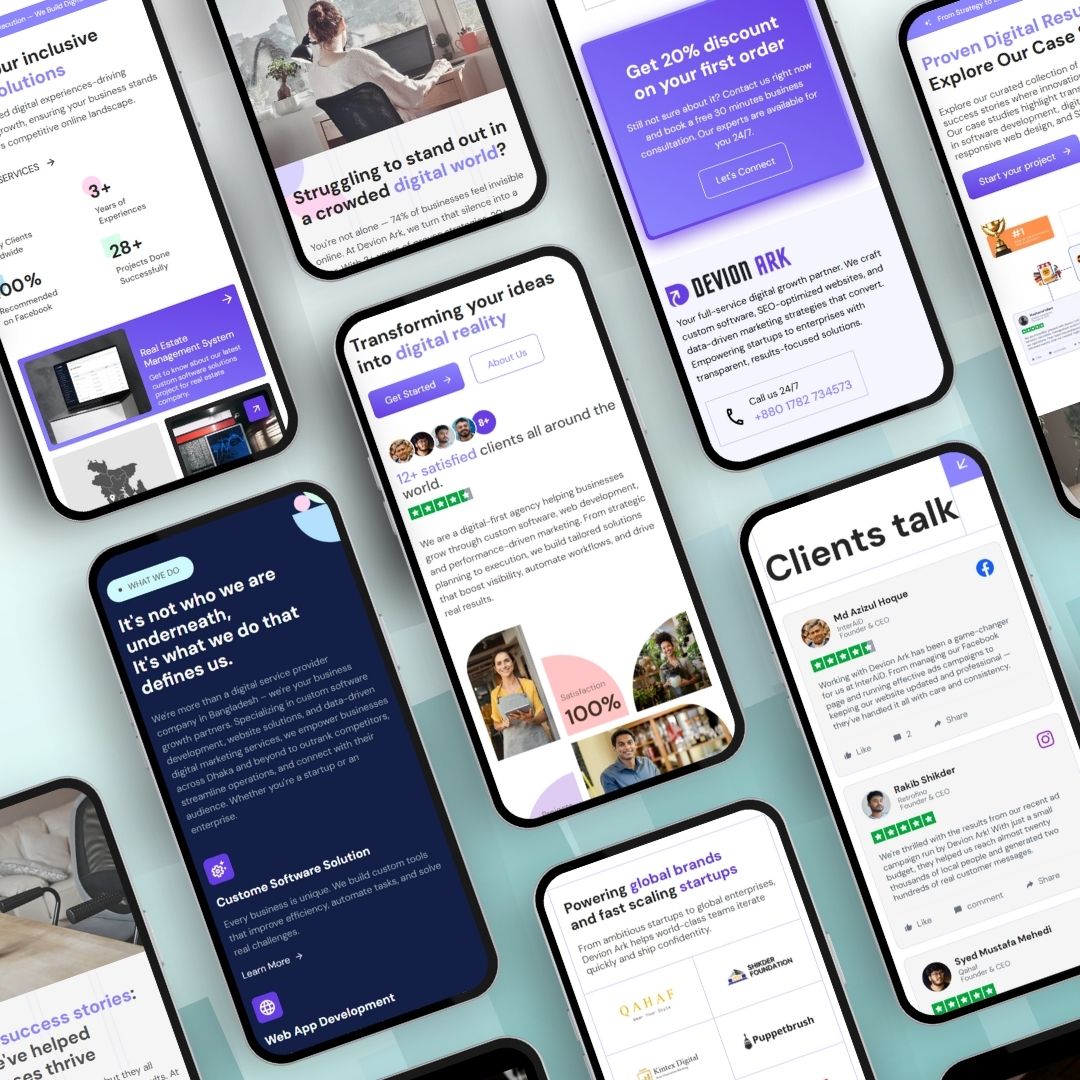 ecution — We Build Digi
our inclusive
olutions
ed digital experiences–driving
growth, ensuring your business stands
s competitive online landscape.
SERVICES →
3+
Years of
Experiences
y Clients
dwide
28+
Projects Done
Successfully
00%
Recommended
on Facebook
Real Estate
Management System
Get to know about our latest
custom software solutions
project for real estate
company.
Struggling to stand out in
a crowded digital world?
You're not alone — 74% of businesses feel invisible
online. At Devion Ark, we turn that silence into a
Get 20% discount
on your first order
Still not sure about it? Contact us right now
and book a free 30 minutes business
consultation. Our experts are available for
you 24/7.
Let's Connect
DEVION ARK
Your full-service digital growth partner. We craft
custom software, SEO-optimized websites, and
data-driven marketing strategies that convert.
Empowering startups to enterprises with
transparent, results-focused solutions.
Call us 24/7
+880 1782 734573
From Strategy to
Proven Digital Resu
Explore Our Case
Explore our curated collection of
success stories where innovation
Our case studies highlight trans
in software development, digit
responsive web design, and S
Start your project →
#1
Transforming your ideas
into digital reality
Get Started →
About Us
8+
12+ satisfied clients all around the
world.
We are a digital-first agency helping businesses
grow through custom software, web development,
and performance-driven marketing. From strategic
planning to execution, we build tailored solutions
that boost visibility, automate workflows, and drive
real results.
Satisfaction
100%
WHAT WE DO
It's not who we are
underneath,
It's what we do that
defines us.
We're more than a digital service provider
company in Bangladesh – we're your business
growth partners. Specializing in custom software
development, website solutions, and data-driven
digital marketing services, we empower businesses
across Dhaka and beyond to outrank competitors,
streamline operations, and connect with their
audience. Whether you're a startup or an
enterprise.
Custome Software Solution
Every business is unique. We build custom tools
that improve efficiency, automate tasks, and solve
real challenges.
Learn More →
Web App Development
Clients talk
Md Azizul Hoque
InterAiD
Founder & CEO
Working with Devion Ark has been a game-changer
for us at InterAiD. From managing our Facebook
page and running effective ads campaigns to
keeping our website updated and professional —
they've handled it all with care and consistency.
Like
2
Share
Rakib Shikder
Retrofino
Founder & CEO
We're thrilled with the results from our recent ad
campaign run by Devion Ark! With just a small
budget, they helped us reach almost twenty
thousands of local people and generated two
hundreds of real customer messages.
Like
comment
Share
Syed Mustafa Mehedi
Qahaf
Founder & CEO
Powering global brands
and fast scaling startups
From ambitious startups to global enterprises,
Devion Ark helps world-class teams iterate
quickly and ship confidently.
QAHAF
Wear Your Style
SHIKDER
FOUNDATION
Kintex Digital
Puppetbrush
success stories:
e've helped
ses thrive
but they all